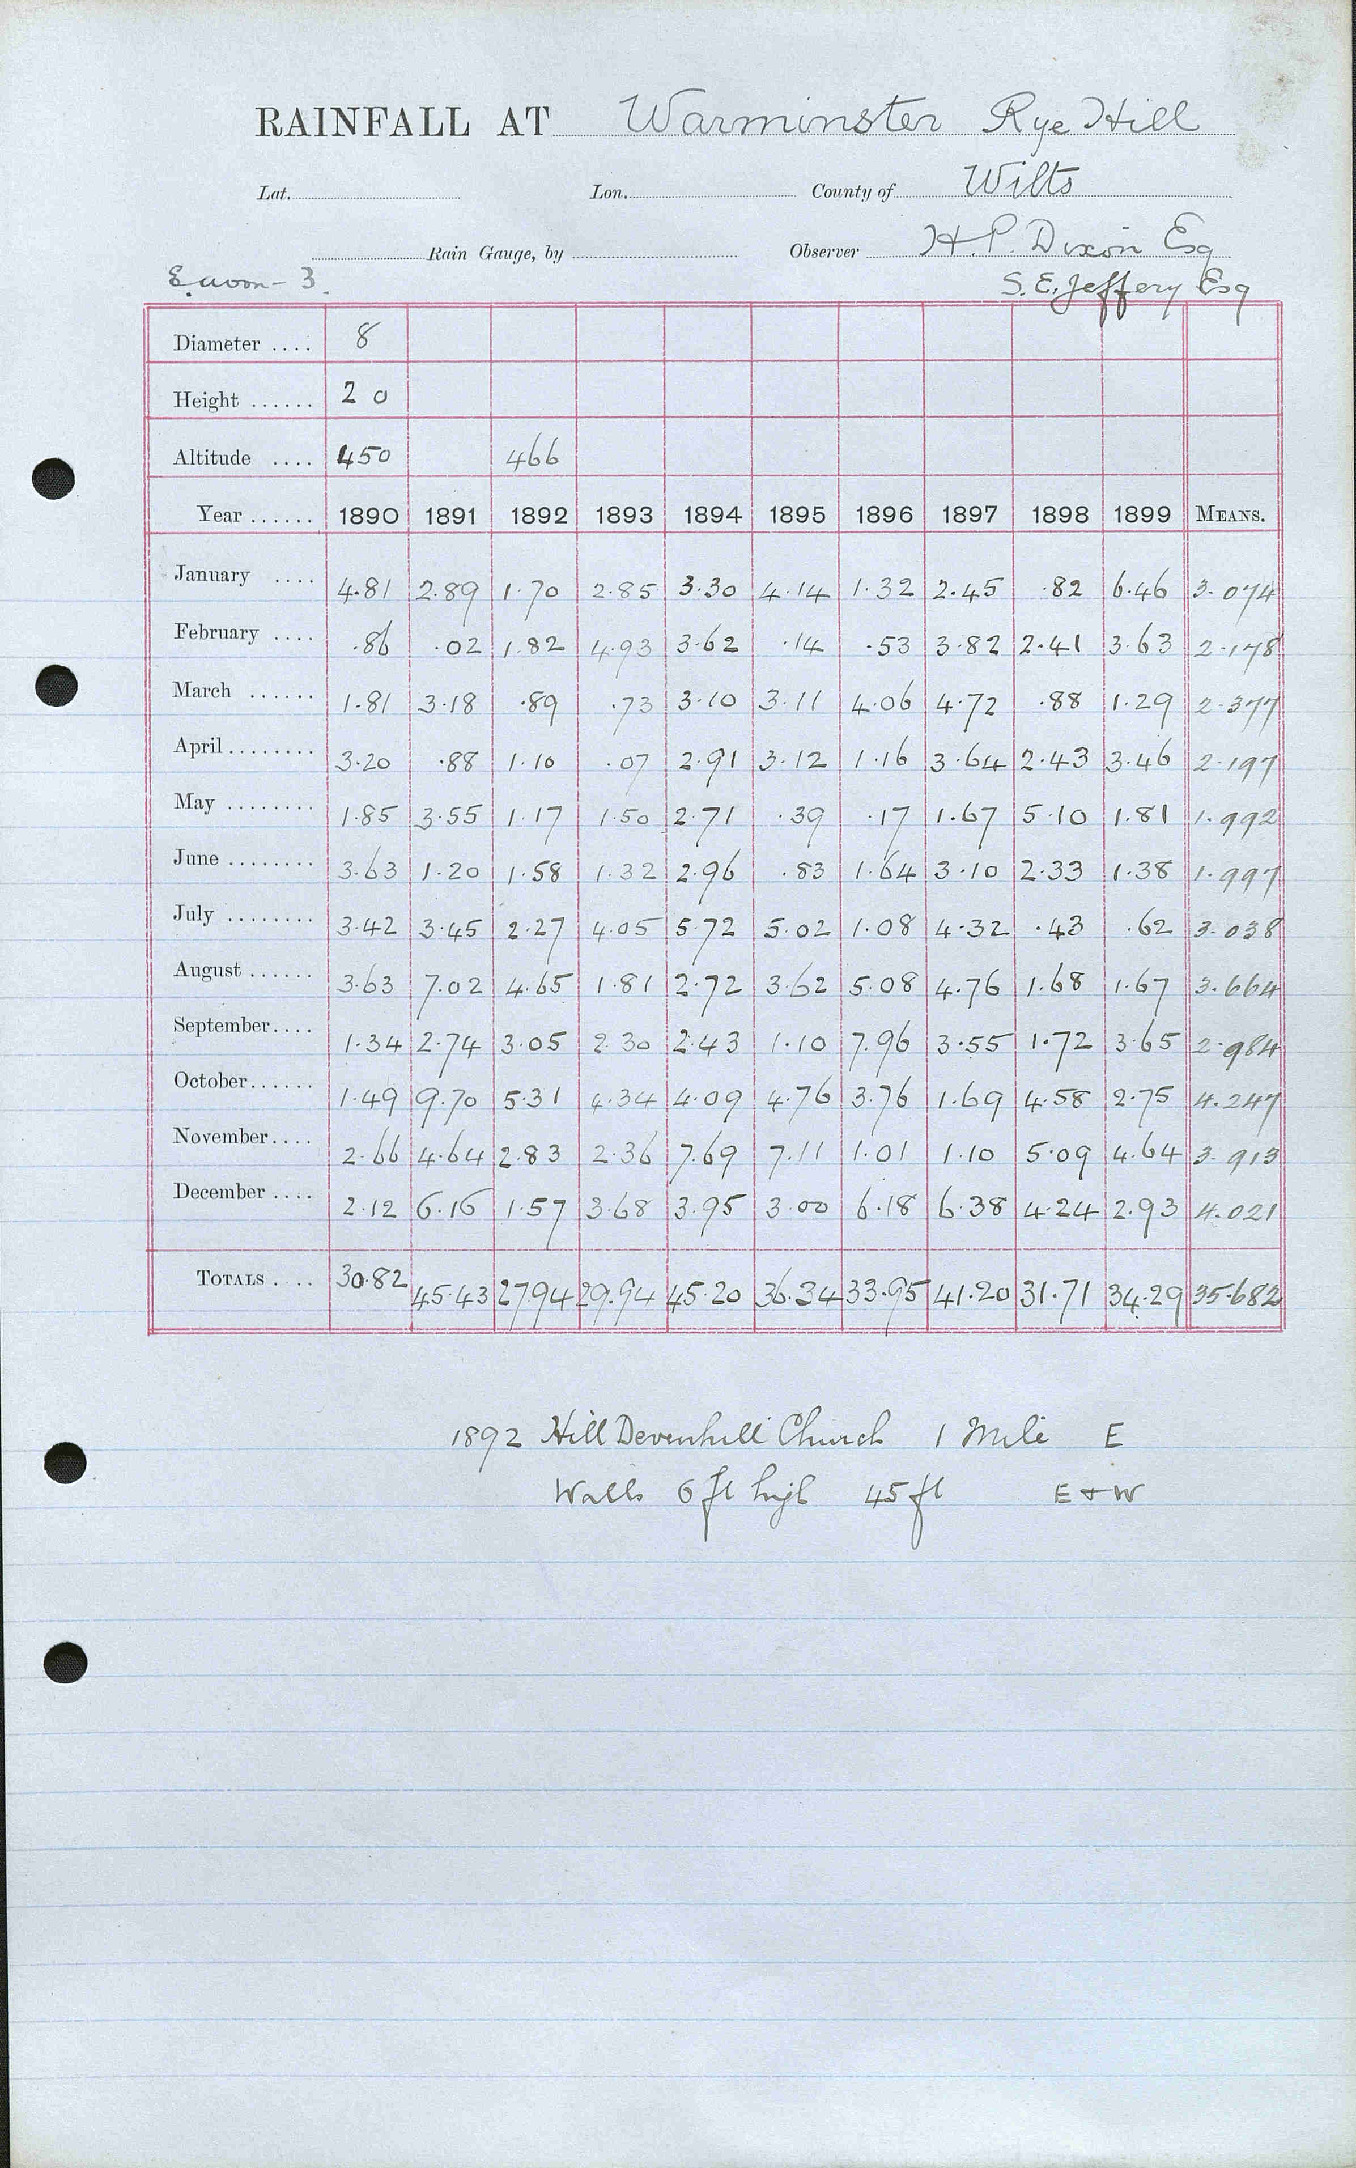 RAINFALL AT Warminster Rye Hill
Lat. Lon. County of Wilts
Rain Gauge, by Observer H. P. Dixon Esq
E. avon - 3. S. E. Jeffery Esq
Diameter .... 8
Height ...... 2 0
Altitude .... 450 466
Year ...... 1890 1891 1892 1893 1894 1895 1896 1897 1898 1899 MEANS.
January .... 4.81 2.89 1.70 2.85 3.30 4.14 1.32 2.45 .82 6.46 3.074
February .... .86 .02 1.82 4.93 3.62 .14 .53 3.82 2.41 3.63 2.178
March ...... 1.81 3.18 .89 .73 3.10 3.11 4.06 4.72 .88 1.29 2.377
April ........ 3.20 .88 1.10 .07 2.91 3.12 1.16 3.64 2.43 3.46 2.197
May ........ 1.85 3.55 1.17 1.50 2.71 .39 .17 1.67 5.10 1.81 1.992
June ........ 3.63 1.20 1.58 1.32 2.96 .83 1.64 3.10 2.33 1.38 1.997
July ........ 3.42 3.45 2.27 4.05 5.72 5.02 1.08 4.32 .43 .62 3.038
August ...... 3.63 7.02 4.65 1.81 2.72 3.62 5.08 4.76 1.68 1.67 3.664
September .... 1.34 2.74 3.05 2.30 2.43 1.10 7.96 3.55 1.72 3.65 2.984
October ...... 1.49 9.70 5.31 4.34 4.09 4.76 3.76 1.69 4.58 2.75 4.247
November .... 2.66 4.64 2.83 2.36 7.69 7.11 1.01 1.10 5.09 4.64 3.913
December .... 2.12 6.16 1.57 3.68 3.95 3.00 6.18 6.38 4.24 2.93 4.021
TOTALS .... 30.82 45.43 27.94 29.94 45.20 36.34 33.95 41.20 31.71 34.29 35.682
1892 Hill Devenhill Church 1 Mile E
Walls 6 ft high 45 ft E + W